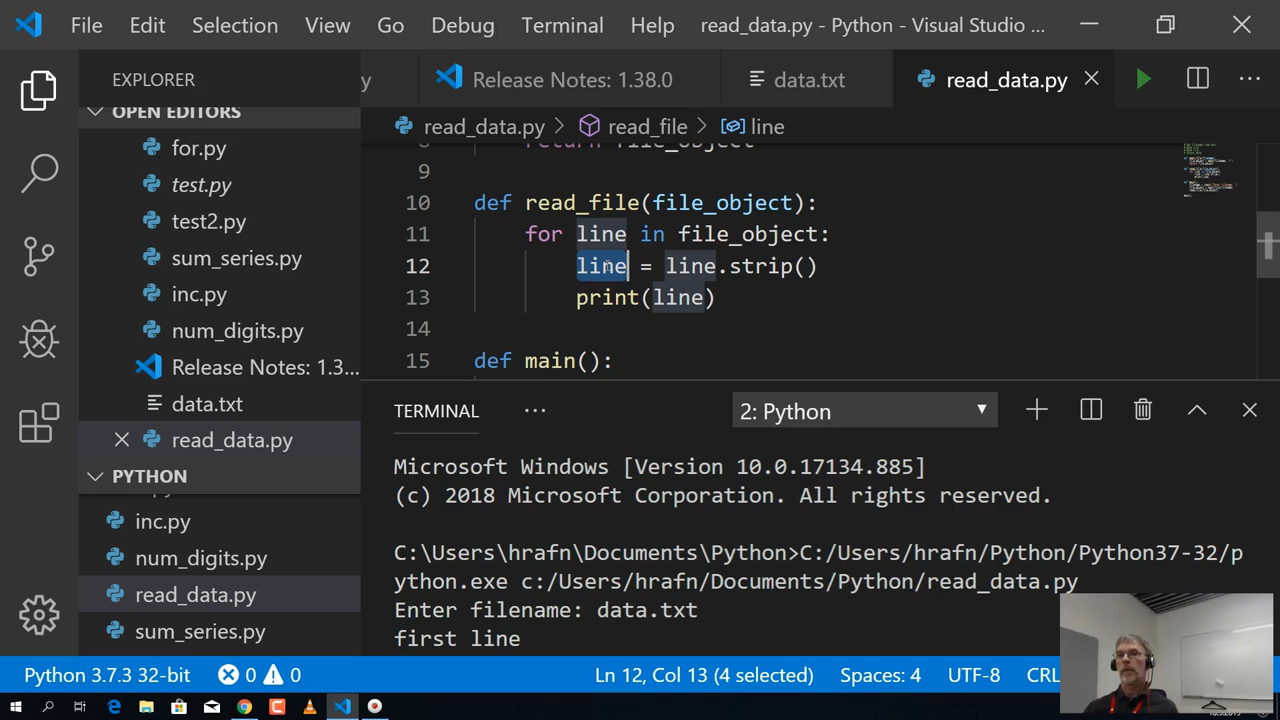 File Edit Selection View Go Debug Terminal Help read_data.py - Python - Visual Studio ...
EXPLORER
y Release Notes: 1.38.0 data.txt read_data.py
OPEN EDITORS
for.py
test.py
test2.py
sum_series.py
inc.py
num_digits.py
Release Notes: 1.3...
data.txt
read_data.py
PYTHON
inc.py
num_digits.py
read_data.py
sum_series.py
read_data.py > read_file > line
8 return file_object
9
10 def read_file(file_object):
11 for line in file_object:
12 line = line.strip()
13 print(line)
14
15 def main():
TERMINAL ... 2: Python
Microsoft Windows [Version 10.0.17134.885]
(c) 2018 Microsoft Corporation. All rights reserved.
C:\Users\hrafn\Documents\Python>C:/Users/hrafn/Python/Python37-32/p
ython.exe c:/Users/hrafn/Documents/Python/read_data.py
Enter filename: data.txt
first line
Python 3.7.3 32-bit 0 0 Ln 12, Col 13 (4 selected) Spaces: 4 UTF-8 CRL